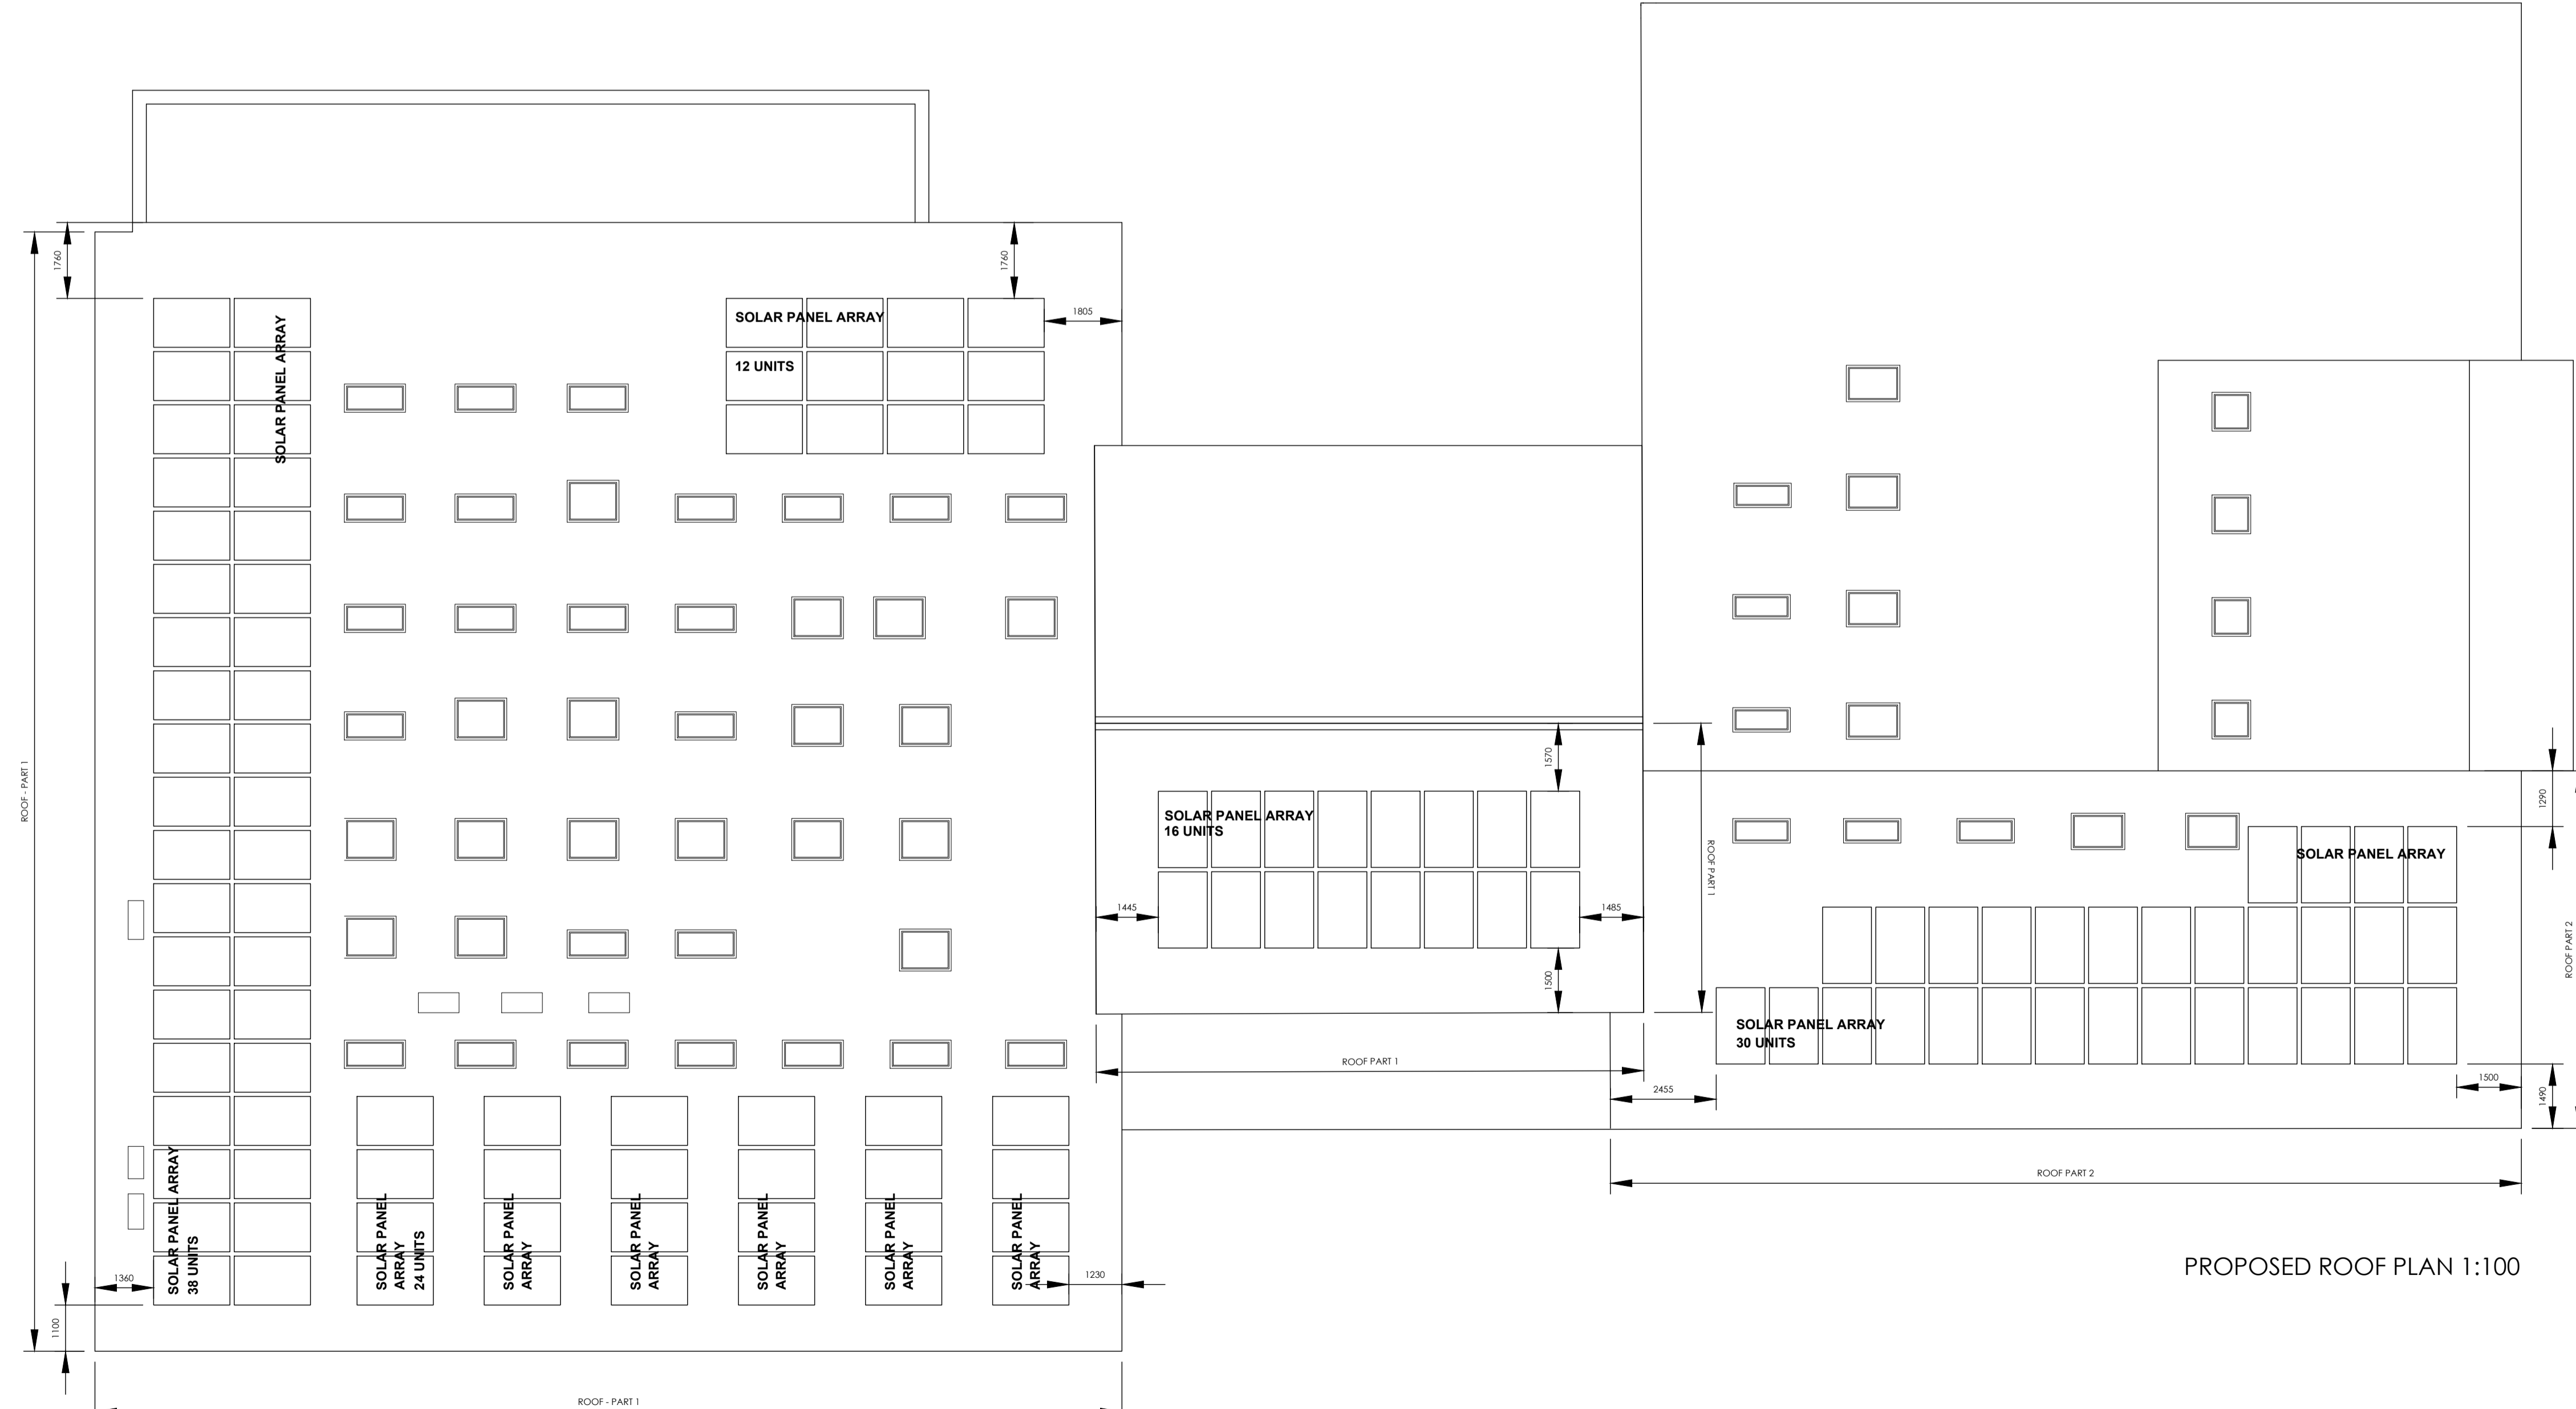 1760
1760
1805
SOLAR PANEL ARRAY
SOLAR PANEL ARRAY
12 UNITS
ROOF - PART 1
1570
SOLAR PANEL ARRAY
16 UNITS
1445
1485
1500
ROOF PART 1
ROOF PART 1
1290
SOLAR PANEL ARRAY
ROOF PART 2
SOLAR PANEL ARRAY
30 UNITS
2455
1500
1490
ROOF PART 2
SOLAR PANEL ARRAY
38 UNITS
SOLAR PANEL
ARRAY
24 UNITS
SOLAR PANEL
ARRAY
SOLAR PANEL
ARRAY
SOLAR PANEL
ARRAY
SOLAR PANEL
ARRAY
SOLAR PANEL
ARRAY
1360
1230
1100
PROPOSED ROOF PLAN 1:100
ROOF - PART 1